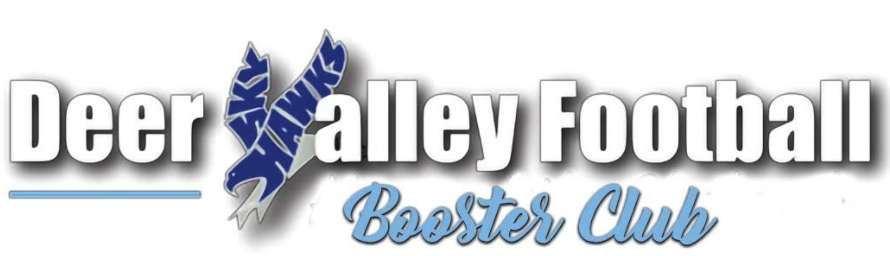 Deer Valley Football
SKY
HAWKS
Booster Club